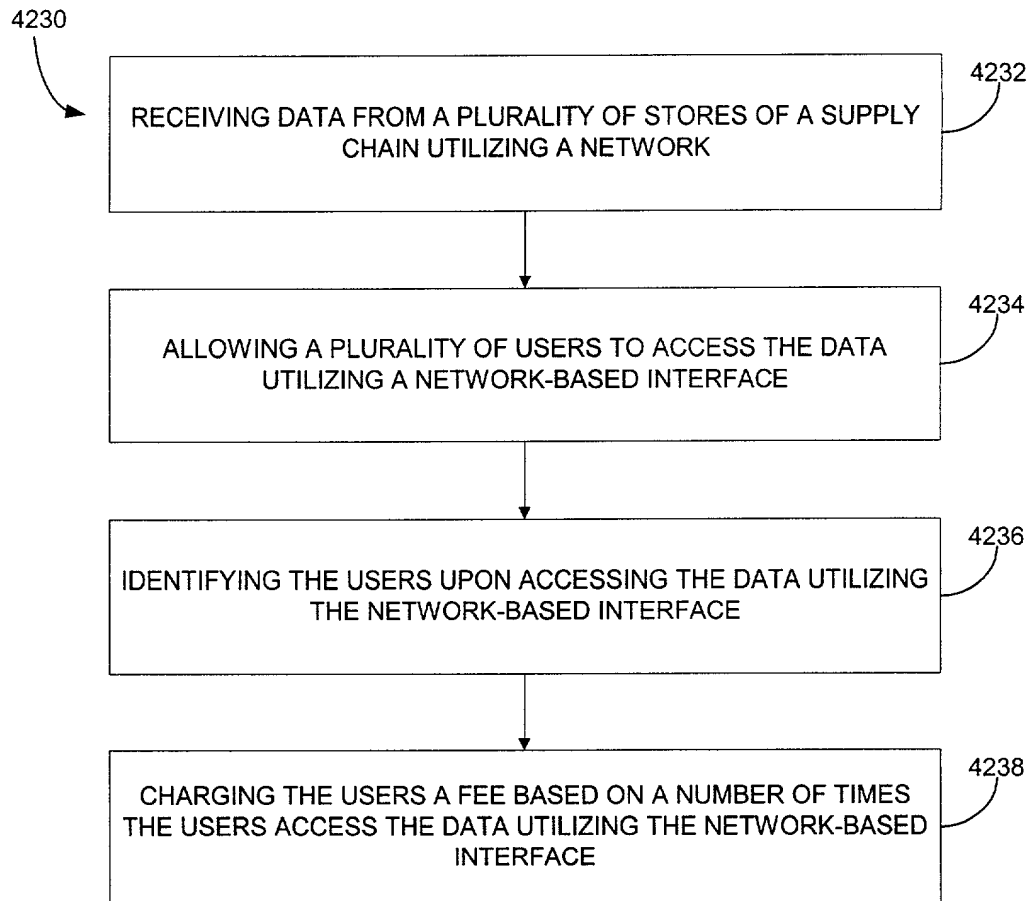 4230
4232
RECEIVING DATA FROM A PLURALITY OF STORES OF A SUPPLY
CHAIN UTILIZING A NETWORK
4234
ALLOWING A PLURALITY OF USERS TO ACCESS THE DATA
UTILIZING A NETWORK-BASED INTERFACE
4236
IDENTIFYING THE USERS UPON ACCESSING THE DATA UTILIZING
THE NETWORK-BASED INTERFACE
4238
CHARGING THE USERS A FEE BASED ON A NUMBER OF TIMES
THE USERS ACCESS THE DATA UTILIZING THE NETWORK-BASED
INTERFACE